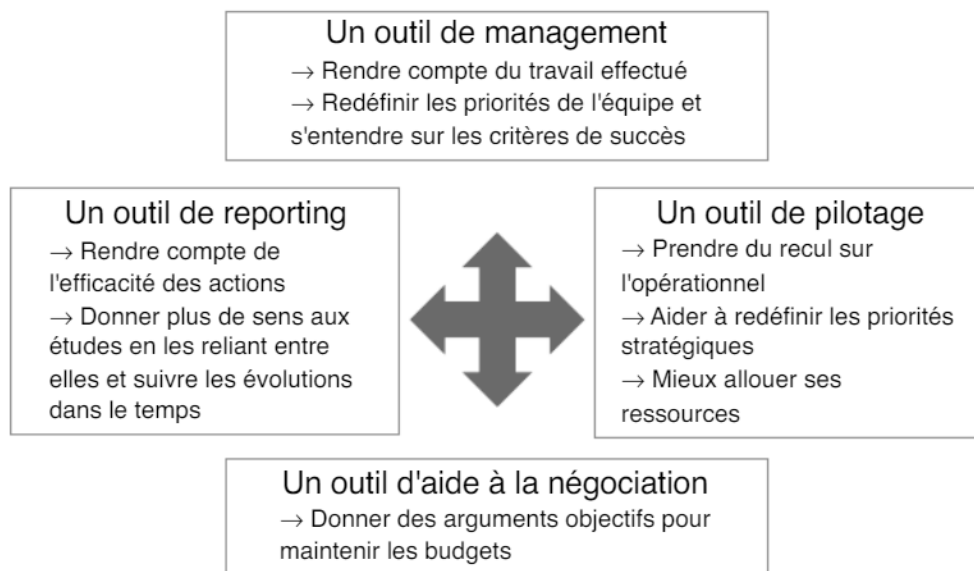 Un outil de management
→ Rendre compte du travail effectué
→ Redéfinir les priorités de l'équipe et
s'entendre sur les critères de succès
Un outil de reporting
→ Rendre compte de
l'efficacité des actions
→ Donner plus de sens aux
études en les reliant entre
elles et suivre les évolutions
dans le temps
Un outil de pilotage
→ Prendre du recul sur
l'opérationnel
→ Aider à redéfinir les priorités
stratégiques
→ Mieux allouer ses
ressources
Un outil d'aide à la négociation
→ Donner des arguments objectifs pour
maintenir les budgets